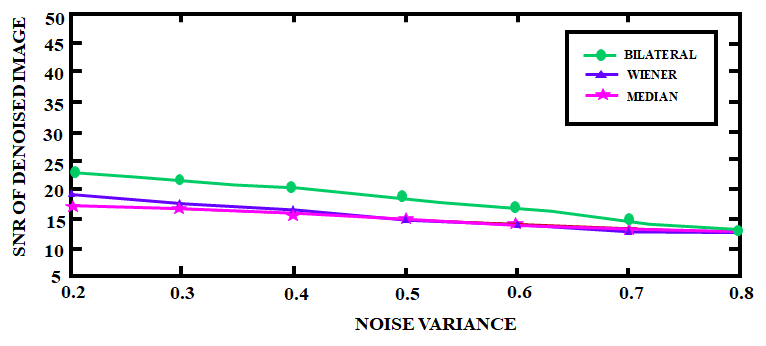 SNR OF DENOISED IMAGE
50
45
40
35
30
25
20
15
10
5
0.2 0.3 0.4 0.5 0.6 0.7 0.8
NOISE VARIANCE
BILATERAL
WIENER
MEDIAN